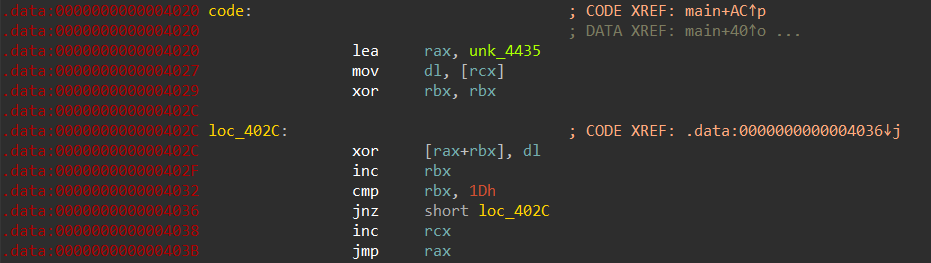 .data:0000000000004020 code: ; CODE XREF: main+AC↑p
.data:0000000000004020 ; DATA XREF: main+40↑o ...
.data:0000000000004020 lea rax, unk_4435
.data:0000000000004027 mov dl, [rcx]
.data:0000000000004029 xor rbx, rbx
.data:000000000000402C
.data:000000000000402C loc_402C: ; CODE XREF: .data:0000000000004036↓j
.data:000000000000402C xor [rax+rbx], dl
.data:000000000000402F inc rbx
.data:0000000000004032 cmp rbx, 1Dh
.data:0000000000004036 jnz short loc_402C
.data:0000000000004038 inc rcx
.data:000000000000403B jmp rax